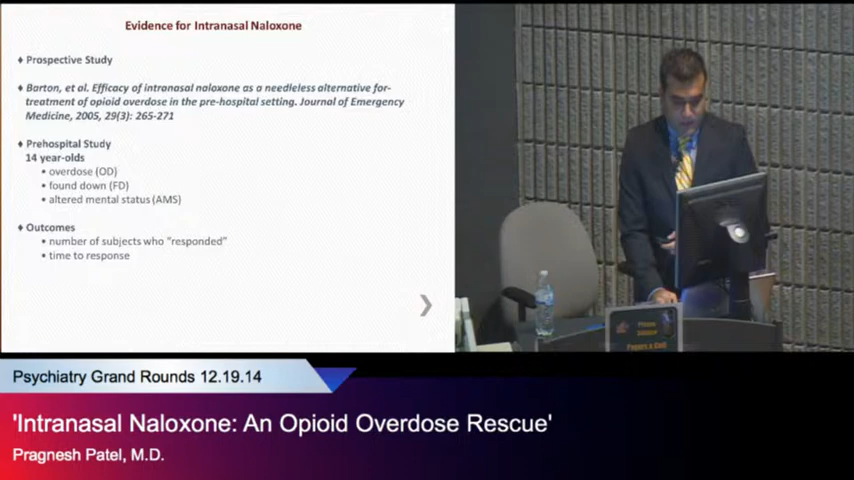 Evidence for Intranasal Naloxone
♦ Prospective Study
♦ Barton, et al. Efficacy of intranasal naloxone as a needleless alternative for-
treatment of opioid overdose in the pre-hospital setting. Journal of Emergency
Medicine, 2005, 29(3): 265-271
♦ Prehospital Study
14 year-olds
• overdose (OD)
• found down (FD)
• altered mental status (AMS)
♦ Outcomes
• number of subjects who "responded"
• time to response
Psychiatry Grand Rounds 12.19.14
'Intranasal Naloxone: An Opioid Overdose Rescue'
Pragnesh Patel, M.D.